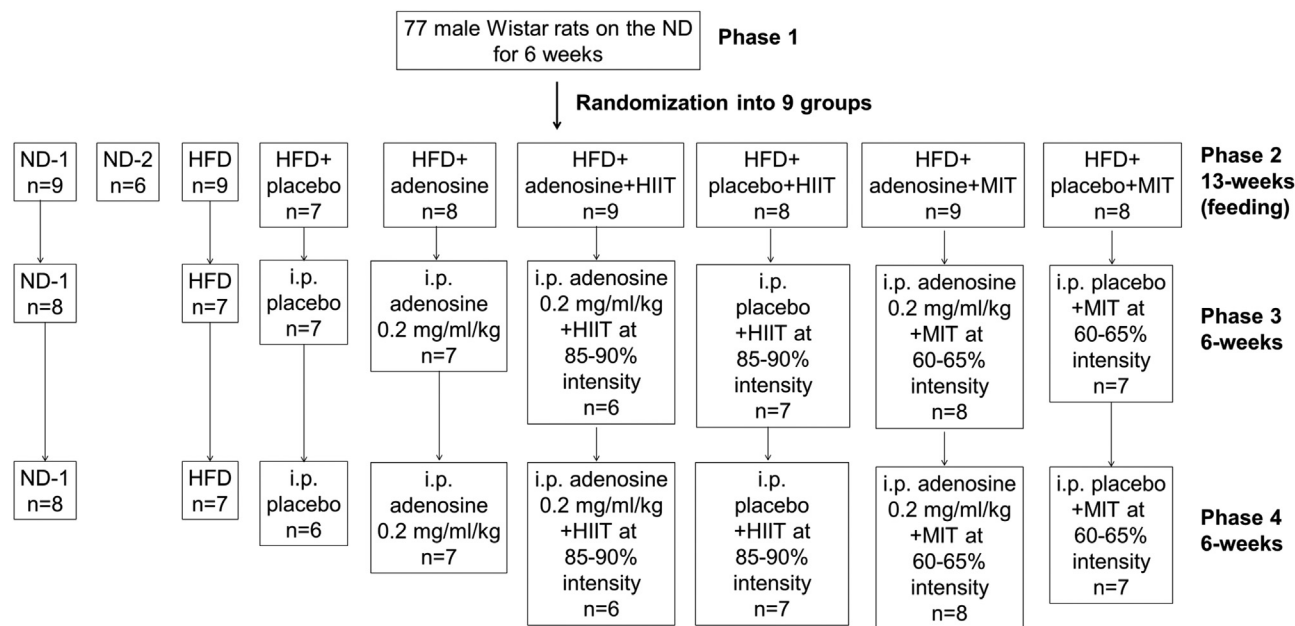 77 male Wistar rats on the ND
for 6 weeks
Phase 1
Randomization into 9 groups
ND-1
n=9
ND-2
n=6
HFD
n=9
HFD+
placebo
n=7
HFD+
adenosine
n=8
HFD+
adenosine+HIIT
n=9
HFD+
placebo+HIIT
n=8
HFD+
adenosine+MIT
n=9
HFD+
placebo+MIT
n=8
Phase 2
13-weeks
(feeding)
ND-1
n=8
HFD
n=7
i.p.
placebo
n=7
i.p.
adenosine
0.2 mg/ml/kg
n=7
i.p. adenosine
0.2 mg/ml/kg
+HIIT at
85-90%
intensity
n=6
i.p.
placebo
+HIIT at
85-90%
intensity
n=7
i.p. adenosine
0.2 mg/ml/kg
+MIT at
60-65%
intensity
n=8
i.p. placebo
+MIT at
60-65%
intensity
n=7
Phase 3
6-weeks
ND-1
n=8
HFD
n=7
i.p.
placebo
n=6
i.p.
adenosine
0.2 mg/ml/kg
n=7
i.p. adenosine
0.2 mg/ml/kg
+HIIT at
85-90%
intensity
n=6
i.p.
placebo
+HIIT at
85-90%
intensity
n=7
i.p. adenosine
0.2 mg/ml/kg
+MIT at
60-65%
intensity
n=8
i.p. placebo
+MIT at
60-65%
intensity
n=7
Phase 4
6-weeks